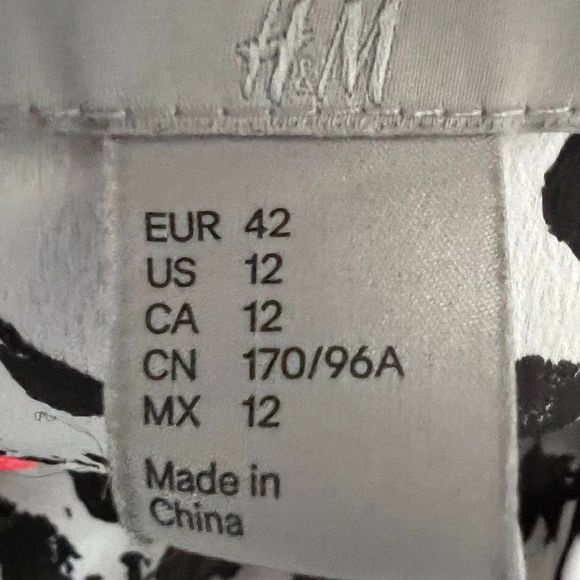 H&M
EUR 42
US 12
CA 12
CN 170/96A
MX 12
Made in
China